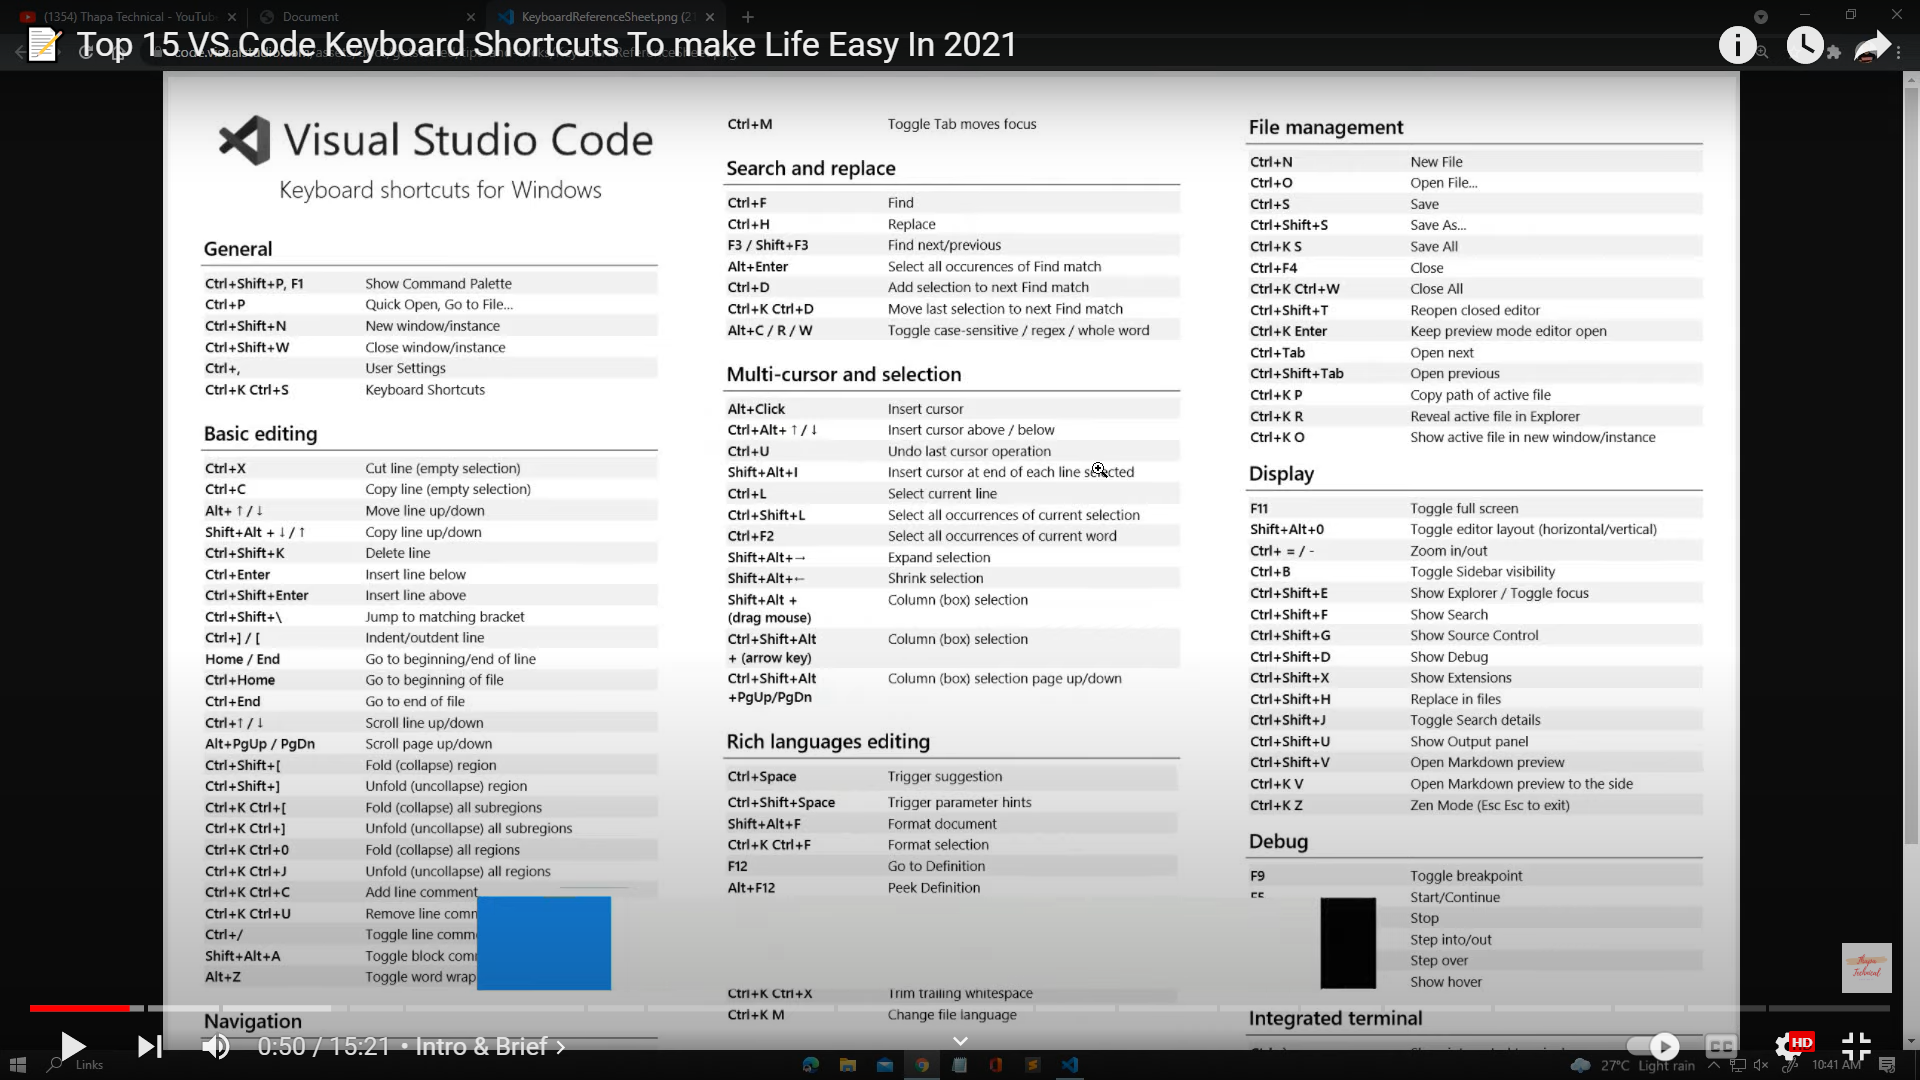 (1354) Thapa Technical - YouTub
Document
KeyboardReferenceSheet.png (2
Top 15 VS Code Keyboard Shortcuts To make Life Easy In 2021
Visual Studio Code
Keyboard shortcuts for Windows
General
Ctrl+Shift+P, F1 Show Command Palette
Ctrl+P Quick Open, Go to File...
Ctrl+Shift+N New window/instance
Ctrl+Shift+W Close window/instance
Ctrl+, User Settings
Ctrl+K Ctrl+S Keyboard Shortcuts
Basic editing
Ctrl+X Cut line (empty selection)
Ctrl+C Copy line (empty selection)
Alt+ ↑ / ↓ Move line up/down
Shift+Alt + ↓ / ↑ Copy line up/down
Ctrl+Shift+K Delete line
Ctrl+Enter Insert line below
Ctrl+Shift+Enter Insert line above
Ctrl+Shift+\ Jump to matching bracket
Ctrl+] / [ Indent/outdent line
Home / End Go to beginning/end of line
Ctrl+Home Go to beginning of file
Ctrl+End Go to end of file
Ctrl+↑ / ↓ Scroll line up/down
Alt+PgUp / PgDn Scroll page up/down
Ctrl+Shift+[ Fold (collapse) region
Ctrl+Shift+] Unfold (uncollapse) region
Ctrl+K Ctrl+[ Fold (collapse) all subregions
Ctrl+K Ctrl+] Unfold (uncollapse) all subregions
Ctrl+K Ctrl+0 Fold (collapse) all regions
Ctrl+K Ctrl+J Unfold (uncollapse) all regions
Ctrl+K Ctrl+C Add line comment
Ctrl+K Ctrl+U Remove line comm
Ctrl+/ Toggle line comm
Shift+Alt+A Toggle block com
Alt+Z Toggle word wrap
Navigation
Ctrl+M Toggle Tab moves focus
Search and replace
Ctrl+F Find
Ctrl+H Replace
F3 / Shift+F3 Find next/previous
Alt+Enter Select all occurences of Find match
Ctrl+D Add selection to next Find match
Ctrl+K Ctrl+D Move last selection to next Find match
Alt+C / R / W Toggle case-sensitive / regex / whole word
Multi-cursor and selection
Alt+Click Insert cursor
Ctrl+Alt+ ↑ / ↓ Insert cursor above / below
Ctrl+U Undo last cursor operation
Shift+Alt+I Insert cursor at end of each line selected
Ctrl+L Select current line
Ctrl+Shift+L Select all occurrences of current selection
Ctrl+F2 Select all occurrences of current word
Shift+Alt+→ Expand selection
Shift+Alt+← Shrink selection
Shift+Alt + Column (box) selection
(drag mouse)
Ctrl+Shift+Alt Column (box) selection
+ (arrow key)
Ctrl+Shift+Alt Column (box) selection page up/down
+PgUp/PgDn
Rich languages editing
Ctrl+Space Trigger suggestion
Ctrl+Shift+Space Trigger parameter hints
Shift+Alt+F Format document
Ctrl+K Ctrl+F Format selection
F12 Go to Definition
Alt+F12 Peek Definition
Ctrl+K Ctrl+X Trim trailing whitespace
Ctrl+K M Change file language
File management
Ctrl+N New File
Ctrl+O Open File...
Ctrl+S Save
Ctrl+Shift+S Save As...
Ctrl+K S Save All
Ctrl+F4 Close
Ctrl+K Ctrl+W Close All
Ctrl+Shift+T Reopen closed editor
Ctrl+K Enter Keep preview mode editor open
Ctrl+Tab Open next
Ctrl+Shift+Tab Open previous
Ctrl+K P Copy path of active file
Ctrl+K R Reveal active file in Explorer
Ctrl+K O Show active file in new window/instance
Display
F11 Toggle full screen
Shift+Alt+0 Toggle editor layout (horizontal/vertical)
Ctrl+ = / - Zoom in/out
Ctrl+B Toggle Sidebar visibility
Ctrl+Shift+E Show Explorer / Toggle focus
Ctrl+Shift+F Show Search
Ctrl+Shift+G Show Source Control
Ctrl+Shift+D Show Debug
Ctrl+Shift+X Show Extensions
Ctrl+Shift+H Replace in files
Ctrl+Shift+J Toggle Search details
Ctrl+Shift+U Show Output panel
Ctrl+Shift+V Open Markdown preview
Ctrl+K V Open Markdown preview to the side
Ctrl+K Z Zen Mode (Esc Esc to exit)
Debug
F9 Toggle breakpoint
F5 Start/Continue
Stop
Step into/out
Step over
Show hover
Integrated terminal
Thapa
Technical
0:50 / 15:21 • Intro & Brief
CC
HD
Links
27°C Light rain
10:41 AM